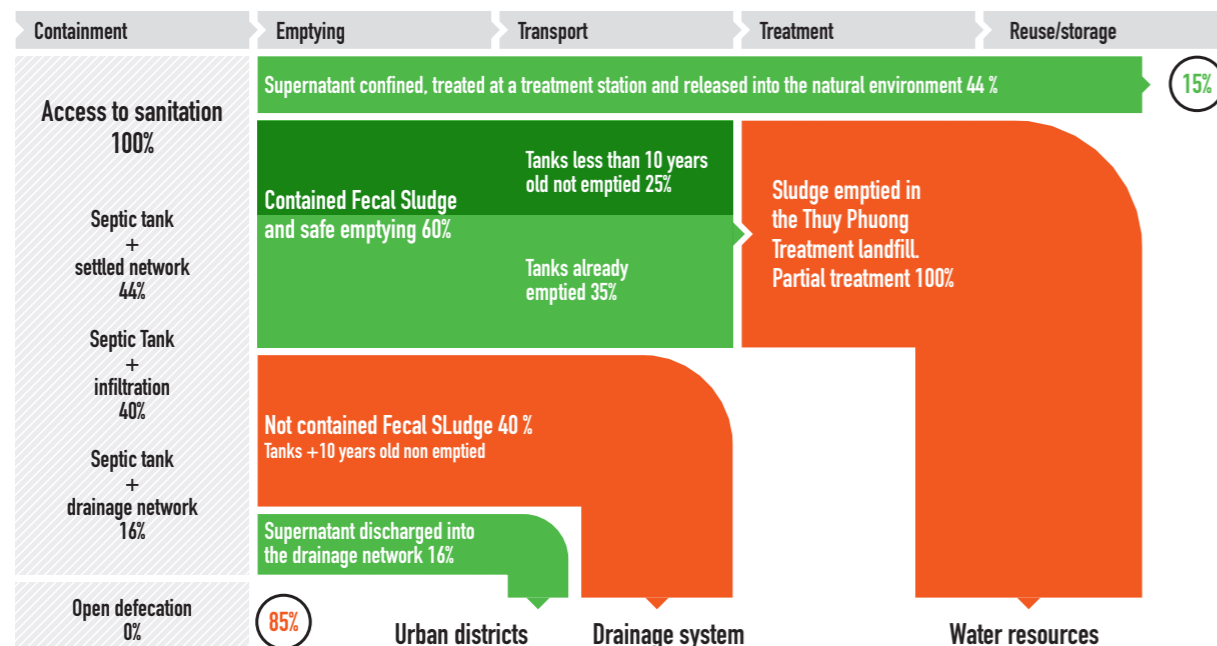 Containment
Emptying
Transport
Treatment
Reuse/storage
Access to sanitation
100%
Septic tank
+
settled network
44%
Septic Tank
+
infiltration
40%
Septic tank
+
drainage network
16%
Open defecation
0%
Supernatant confined, treated at a treatment station and released into the natural environment 44 %
15%
Contained Fecal Sludge
and safe emptying 60%
Tanks less than 10 years
old not emptied 25%
Tanks already
emptied 35%
Sludge emptied in
the Thuy Phuong
Treatment landfill.
Partial treatment 100%
Not contained Fecal SLudge 40 %
Tanks +10 years old non emptied
Supernatant discharged into
the drainage network 16%
85%
Urban districts
Drainage system
Water resources